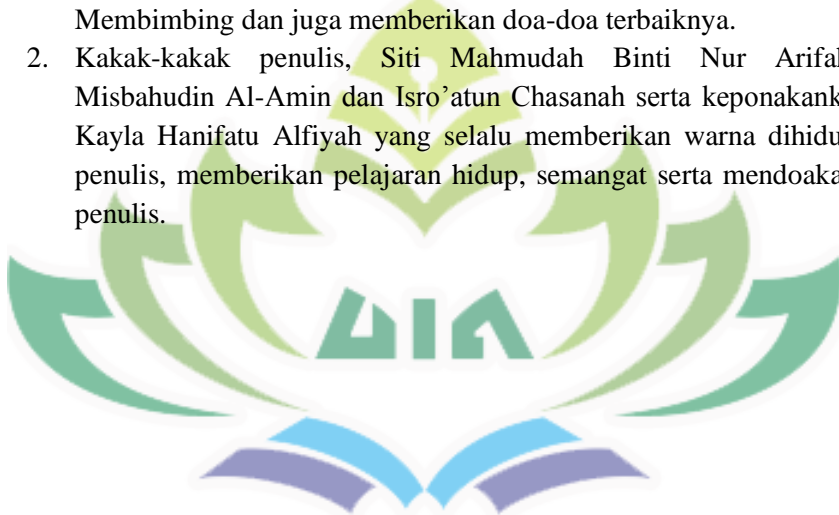 Membimbing dan juga memberikan doa-doa terbaiknya.
2. Kakak-kakak penulis, Siti Mahmudah Binti Nur Arifa
Misbahudin Al-Amin dan Isro’atun Chasanah serta keponakank
Kayla Hanifatu Alfiyah yang selalu memberikan warna dihidu
penulis, memberikan pelajaran hidup, semangat serta mendoaka
penulis.
UIN